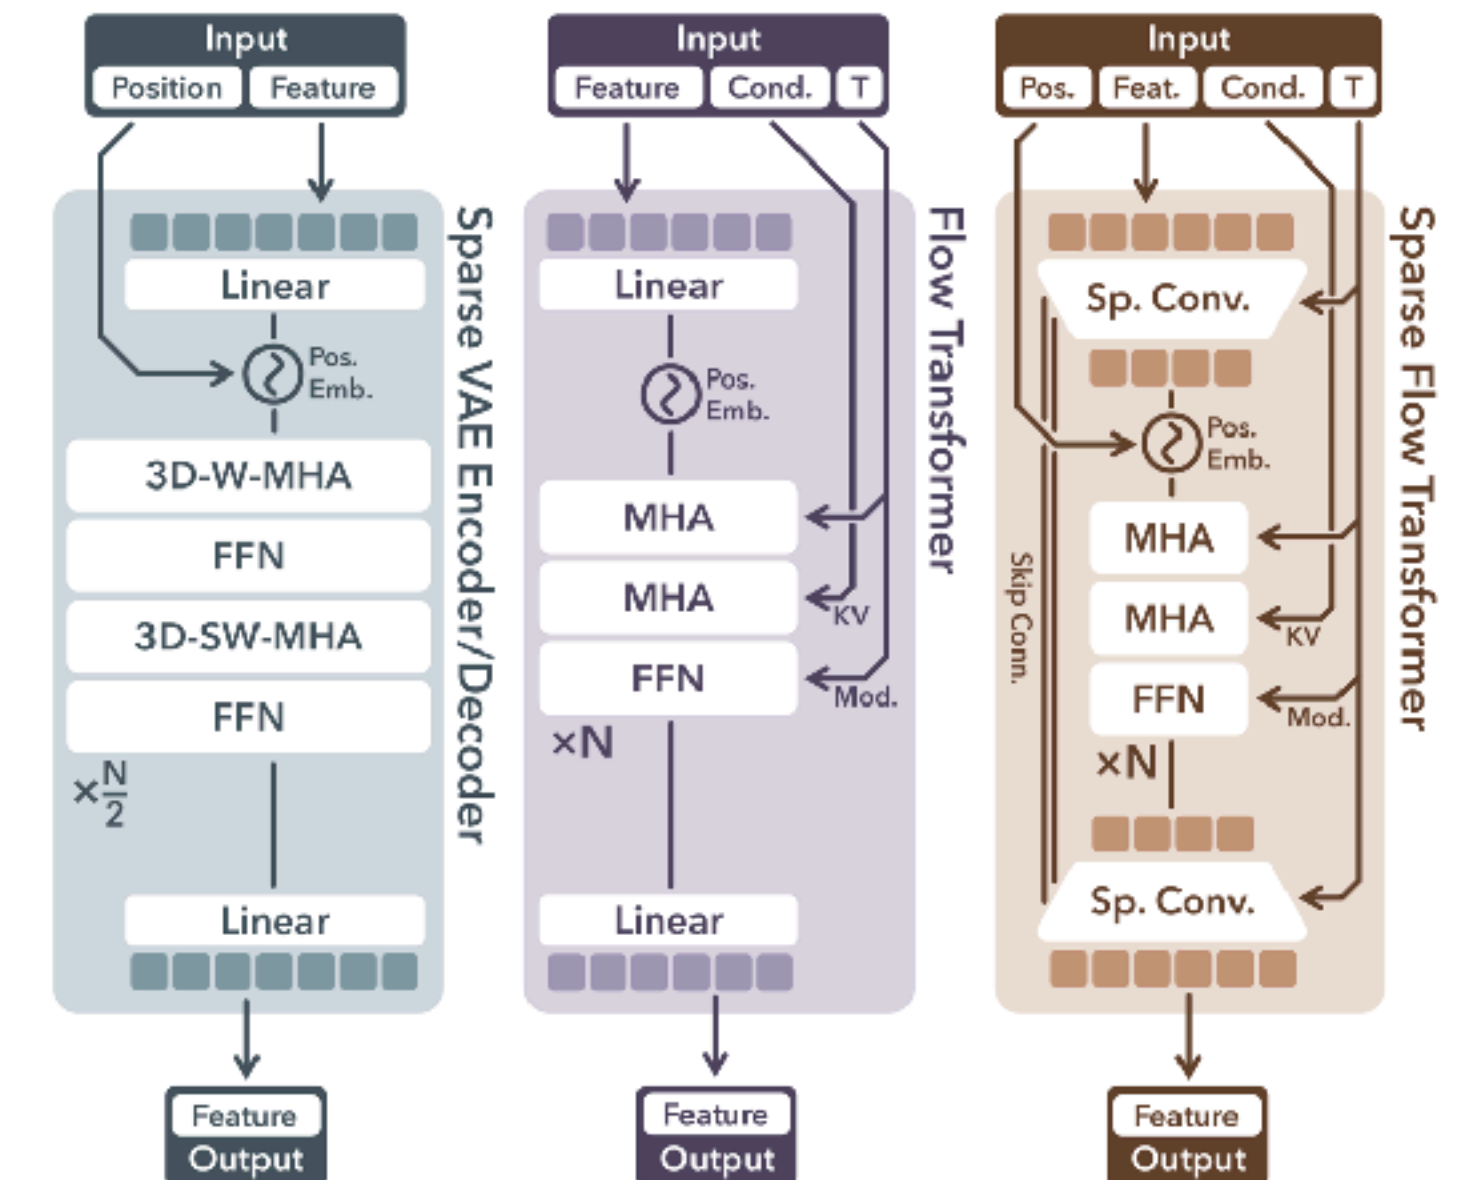 Input
Position Feature
Linear
Pos.
Emb.
3D-W-MHA
FFN
3D-SW-MHA
FFN
×N/2
Linear
Feature
Output
Sparse VAE Encoder/Decoder
Input
Feature Cond. T
Linear
Pos.
Emb.
MHA
MHA
KV
FFN
Mod.
×N
Linear
Feature
Output
Flow Transformer
Input
Pos. Feat. Cond. T
Sp. Conv.
Pos.
Emb.
MHA
Skip Conn.
MHA
KV
FFN
Mod.
×N
Sp. Conv.
Feature
Output
Sparse Flow Transformer